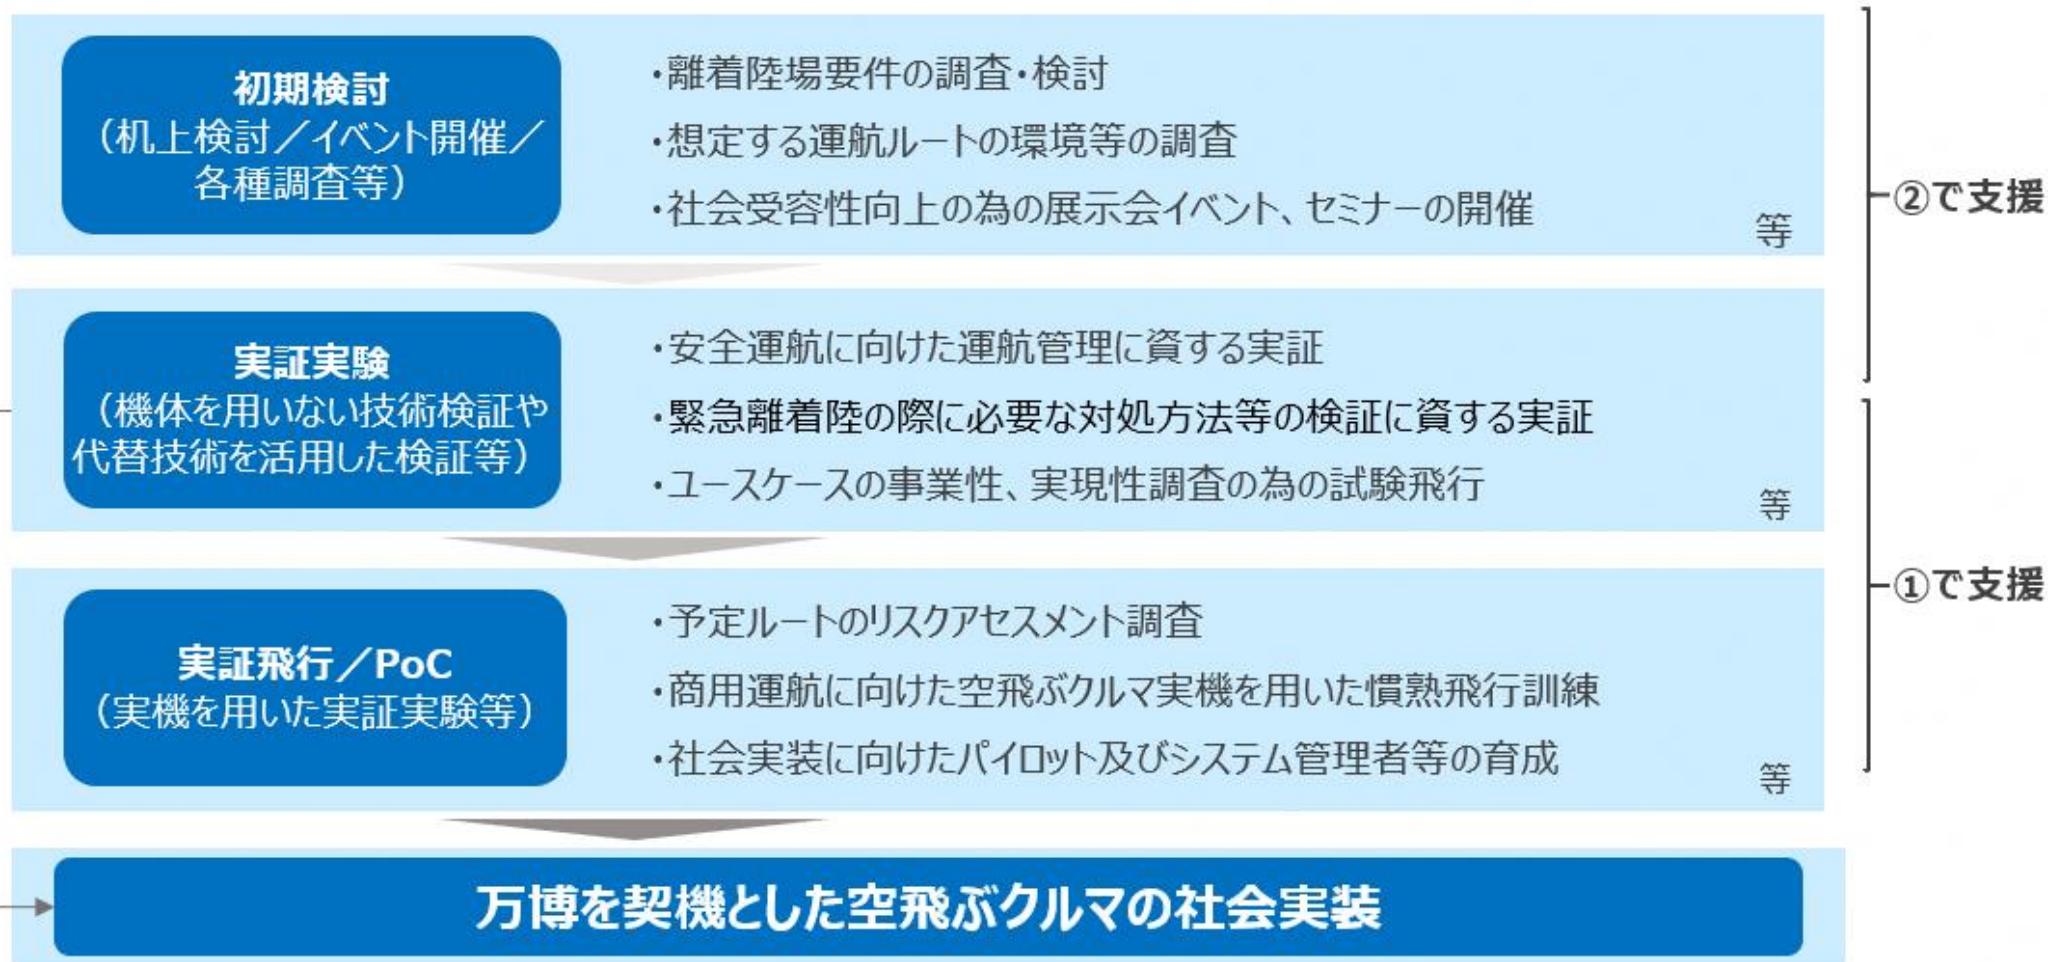 初期検討
（机上検討／イベント開催／
各種調査等）
・離着陸場要件の調査・検討
・想定する運航ルートの環境等の調査
・社会受容性向上の為の展示会イベント、セミナーの開催
等
②で支援
実証実験
（機体を用いない技術検証や
代替技術を活用した検証等）
・安全運航に向けた運航管理に資する実証
・緊急離着陸の際に必要な対処方法等の検証に資する実証
・ユースケースの事業性、実現性調査の為の試験飛行
等
①で支援
実証飛行／PoC
（実機を用いた実証実験等）
・予定ルートのリスクアセスメント調査
・商用運航に向けた空飛ぶクルマ実機を用いた慣熟飛行訓練
・社会実装に向けたパイロット及びシステム管理者等の育成
等
万博を契機とした空飛ぶクルマの社会実装